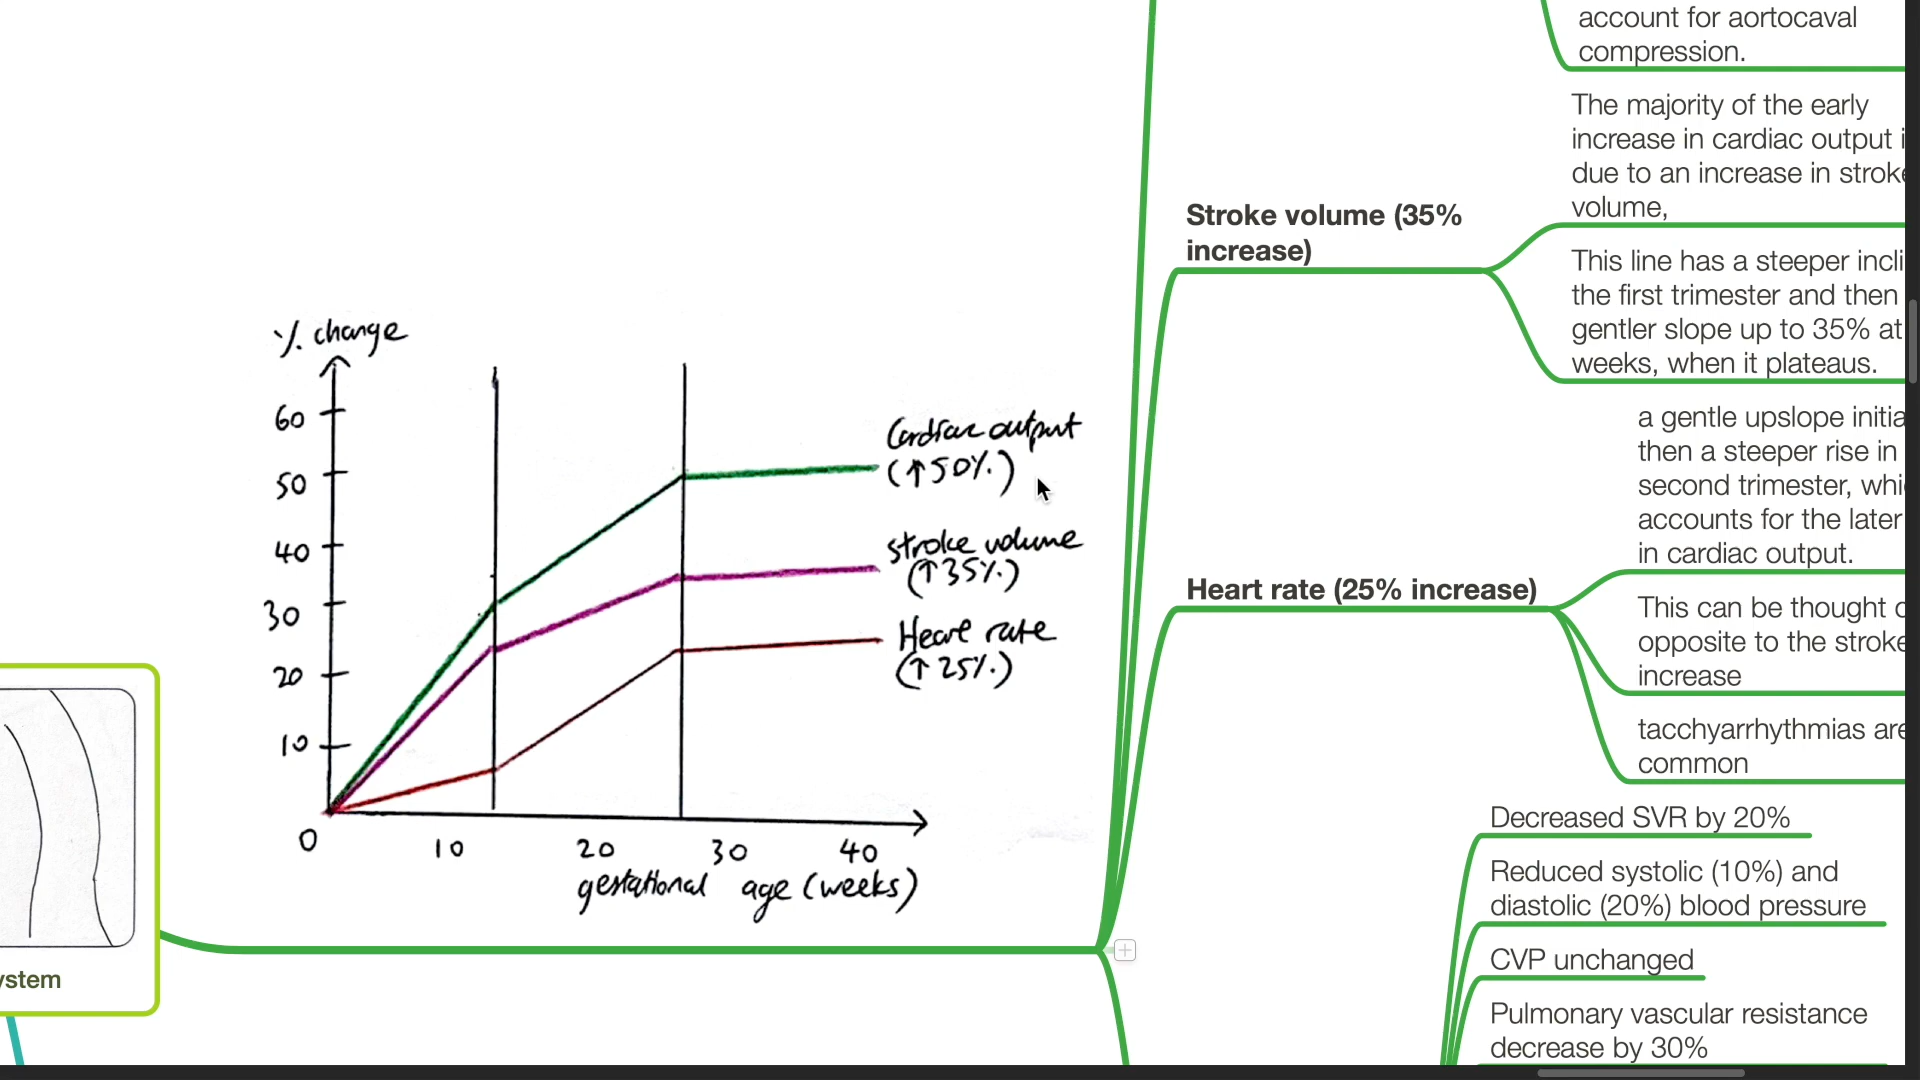 account for aortocaval
compression.
The majority of the early
increase in cardiac output
due to an increase in
volume,
Stroke volume (35%
increase)
This line has a steeper
the first trimester and then
gentler slope up to 35% at
weeks, when it plateaus.
a gentle upslope
then a steeper rise in
second trimester,
accounts for the later
in cardiac output.
Heart rate (25% increase)
This can be thought
opposite to the stroke
increase
tacchyarrhythmias
common
Decreased SVR by 20%
Reduced systolic (10%) and
diastolic (20%) blood pressure
CVP unchanged
Pulmonary vascular resistance
decrease by 30%
% change
60
50
40
30
20
10
0
10 20 30 40
gestational age (weeks)
Cardiac output
(↑50%.)
stroke volume
(↑35%.)
Heart rate
(↑25%.)